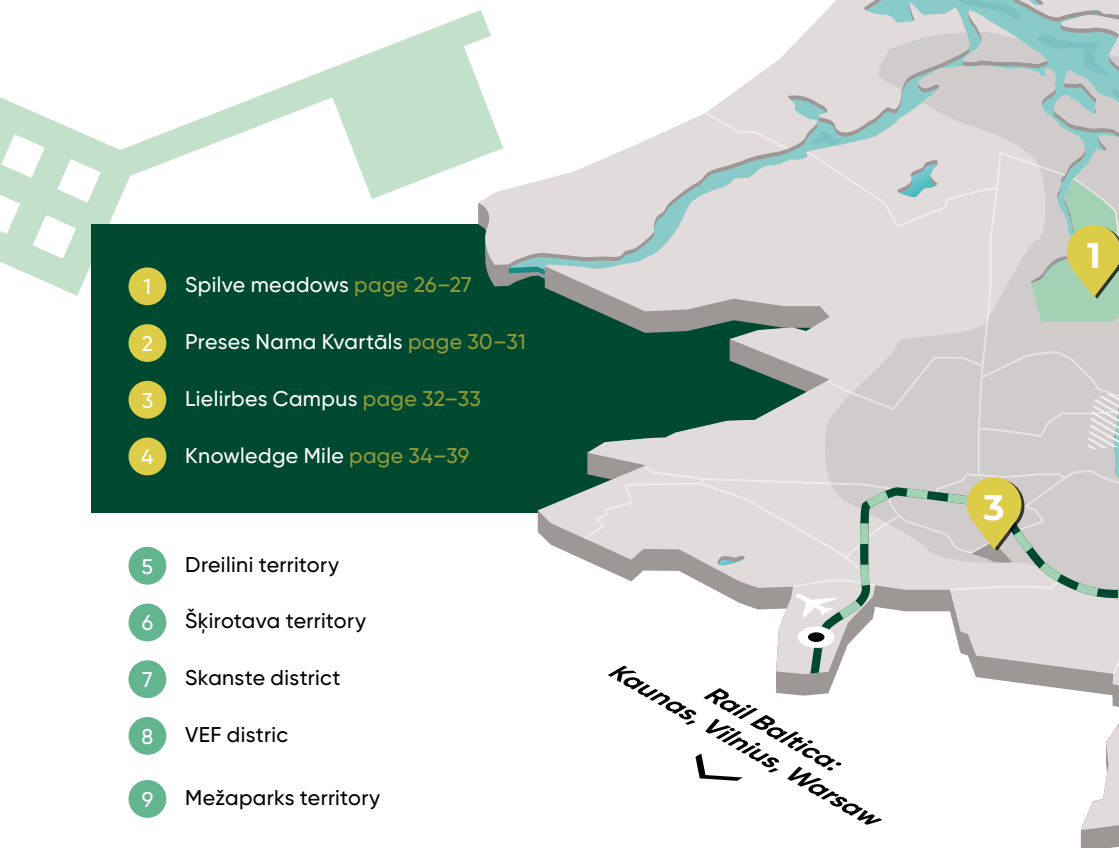 1 Spilve meadows page 26–27
2 Preses Nama Kvartāls page 30–31
3 Lielirbes Campus page 32–33
4 Knowledge Mile page 34–39
5 Dreilini territory
6 Šķirotava territory
7 Skanste district
8 VEF distric
9 Mežaparks territory
1
3
Rail Baltica:
Kaunas, Vilnius, Warsaw